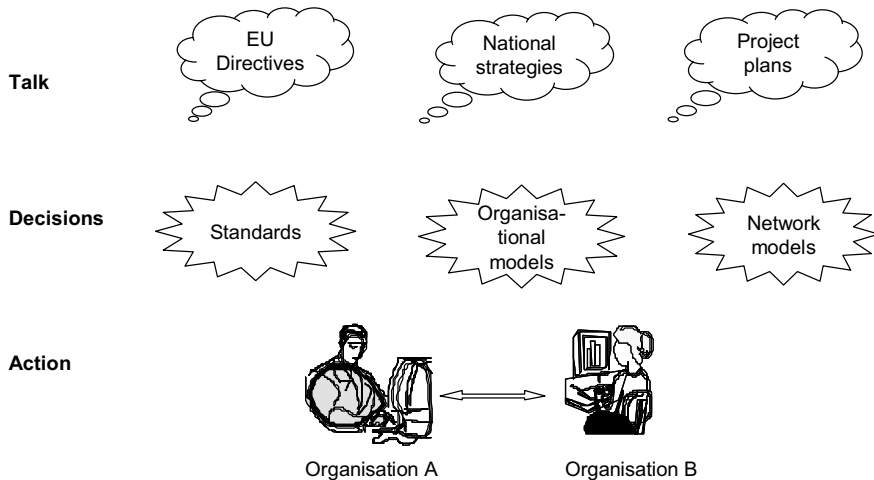 EU
Directives
National
strategies
Project
plans
Talk
Decisions
Standards
Organisa-
tional
models
Network
models
Action
Organisation A
Organisation B